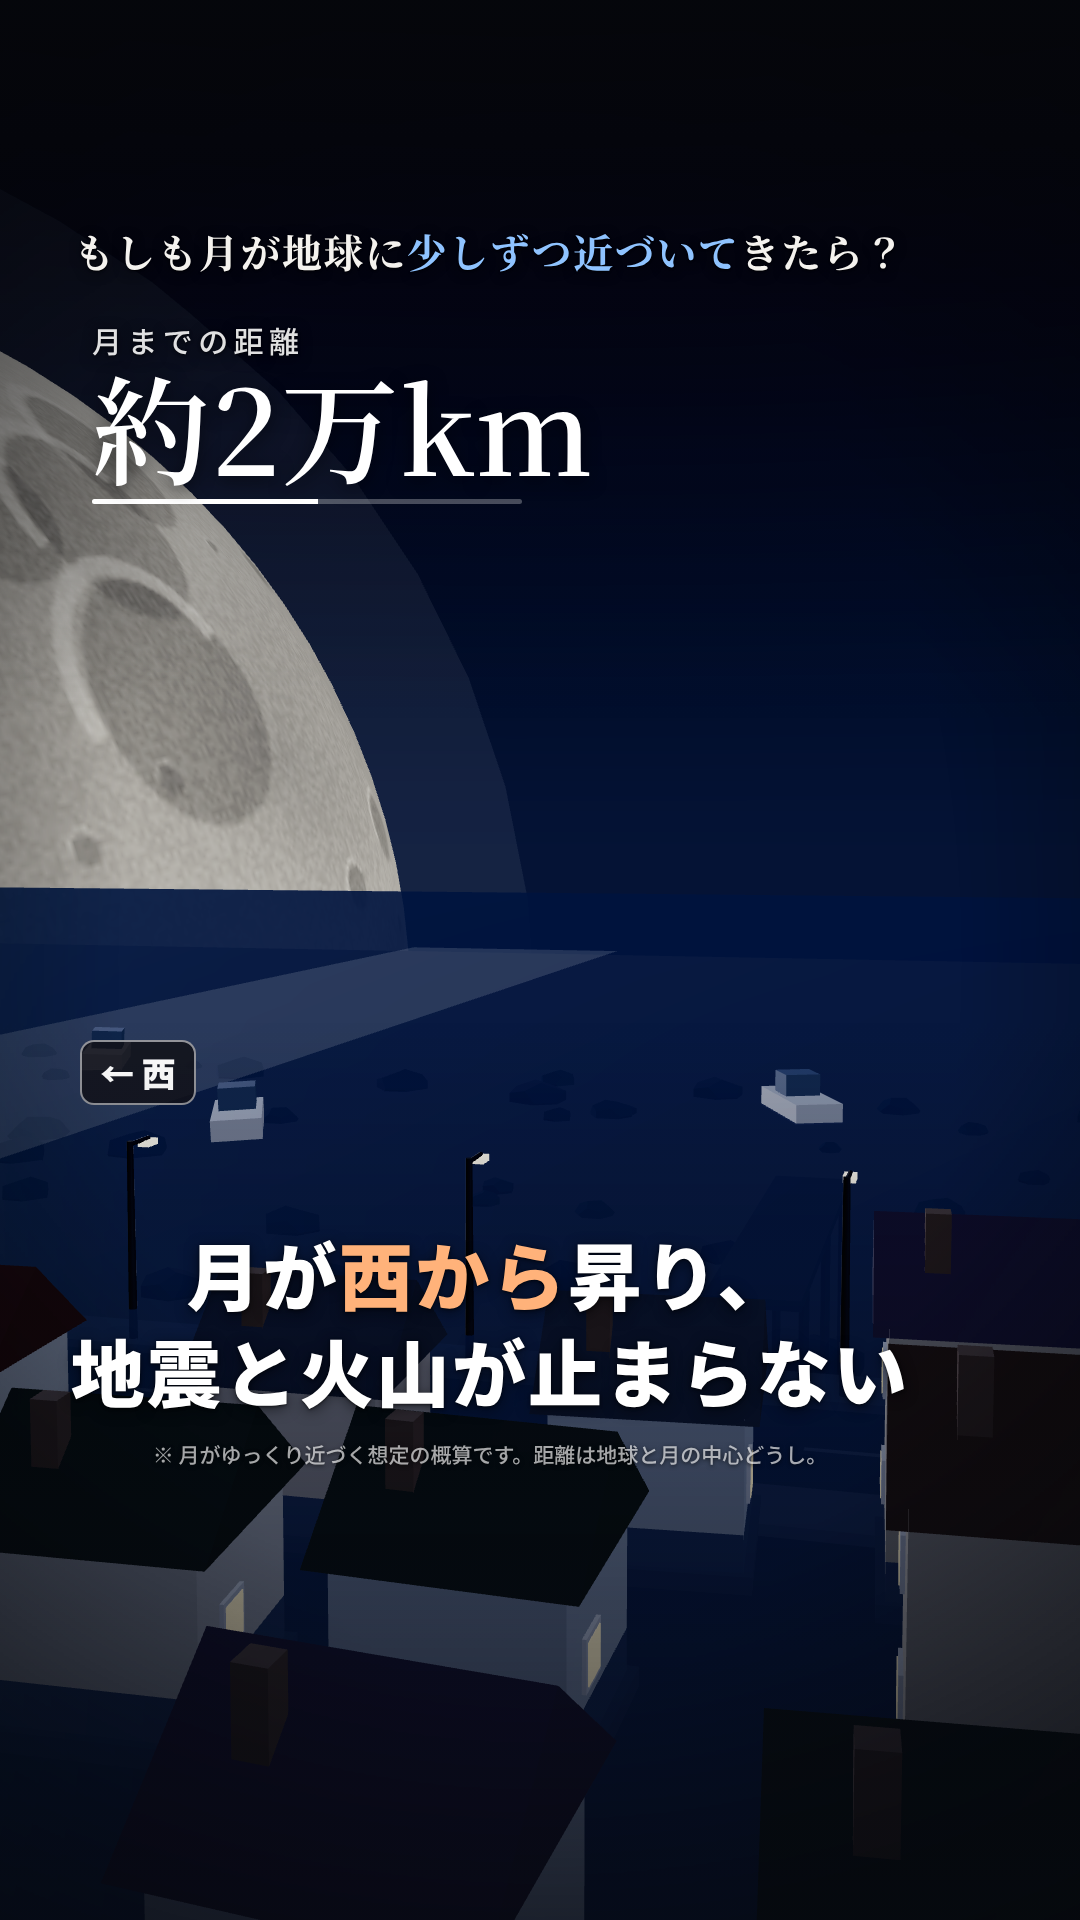 もしも月が地球に少しずつ近づいてきたら？
月までの距離
約2万km
← 西
月が西から昇り、
地震と火山が止まらない
※ 月がゆっくり近づく想定の概算です。距離は地球と月の中心どうし。